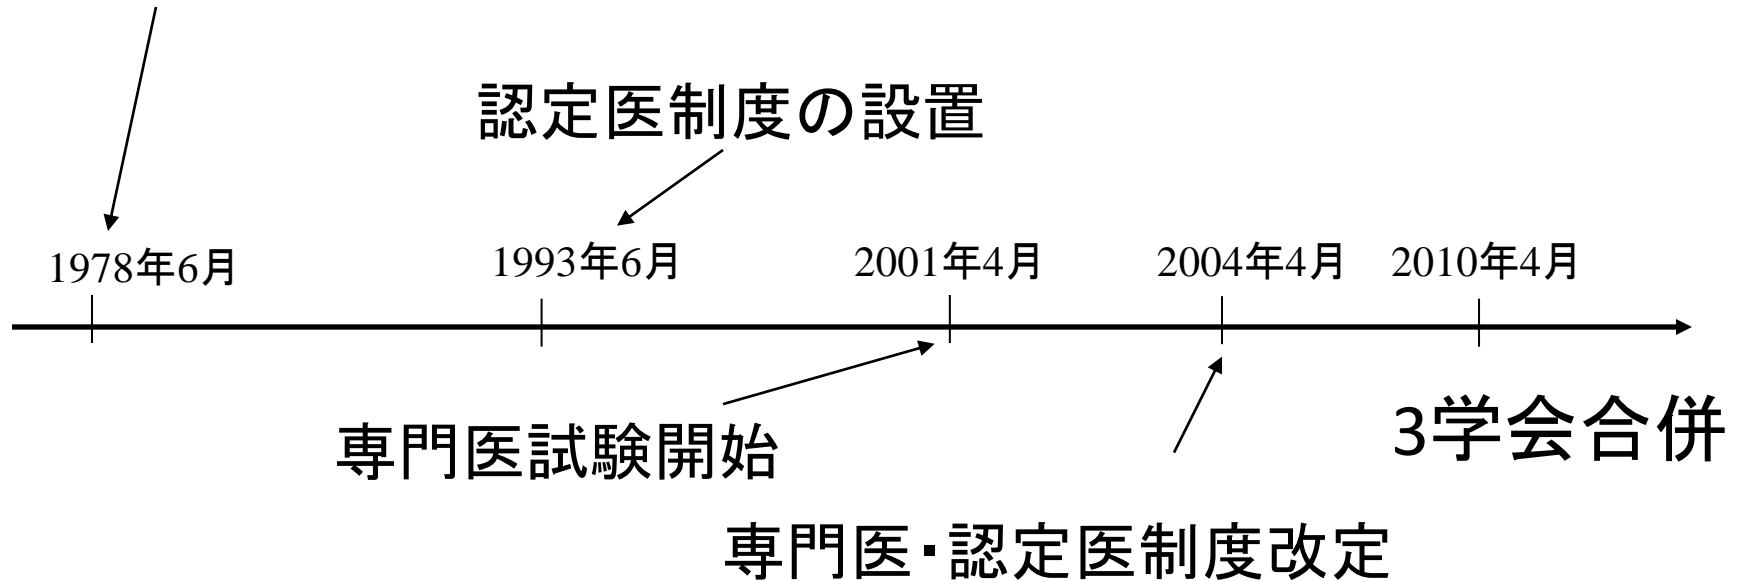 認定医制度の設置
1978年6月
1993年6月
2001年4月
2004年4月
2010年4月
専門医試験開始
3学会合併
専門医・認定医制度改定